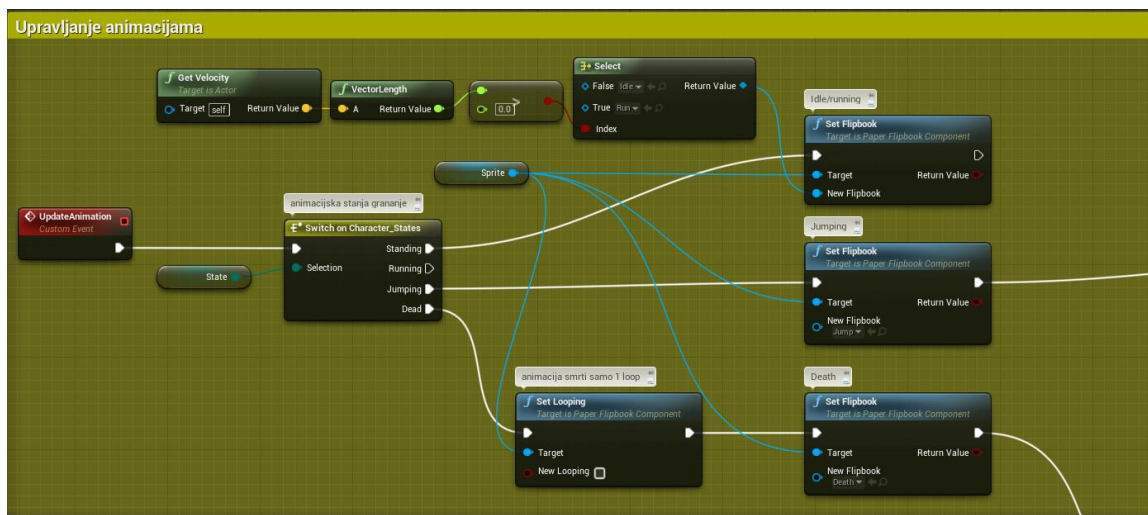 Upravljanje animacijama
Get Velocity
Target is Actor
Target self Return Value
VectorLength
A Return Value
>
0.0
Select
False Idle Return Value
True Run
Index
Idle/running
Set Flipbook
Target is Paper Flipbook Component
Target Return Value
New Flipbook
Sprite
UpdateAnimation
Custom Event
State
animacijska stanja grananje
Switch on Character_States
Standing
Selection Running
Jumping
Dead
Jumping
Set Flipbook
Target is Paper Flipbook Component
Target Return Value
New Flipbook
Jump
animacija smrti samo 1 loop
Set Looping
Target is Paper Flipbook Component
Target
New Looping
Death
Set Flipbook
Target is Paper Flipbook Component
Target Return Value
New Flipbook
Death